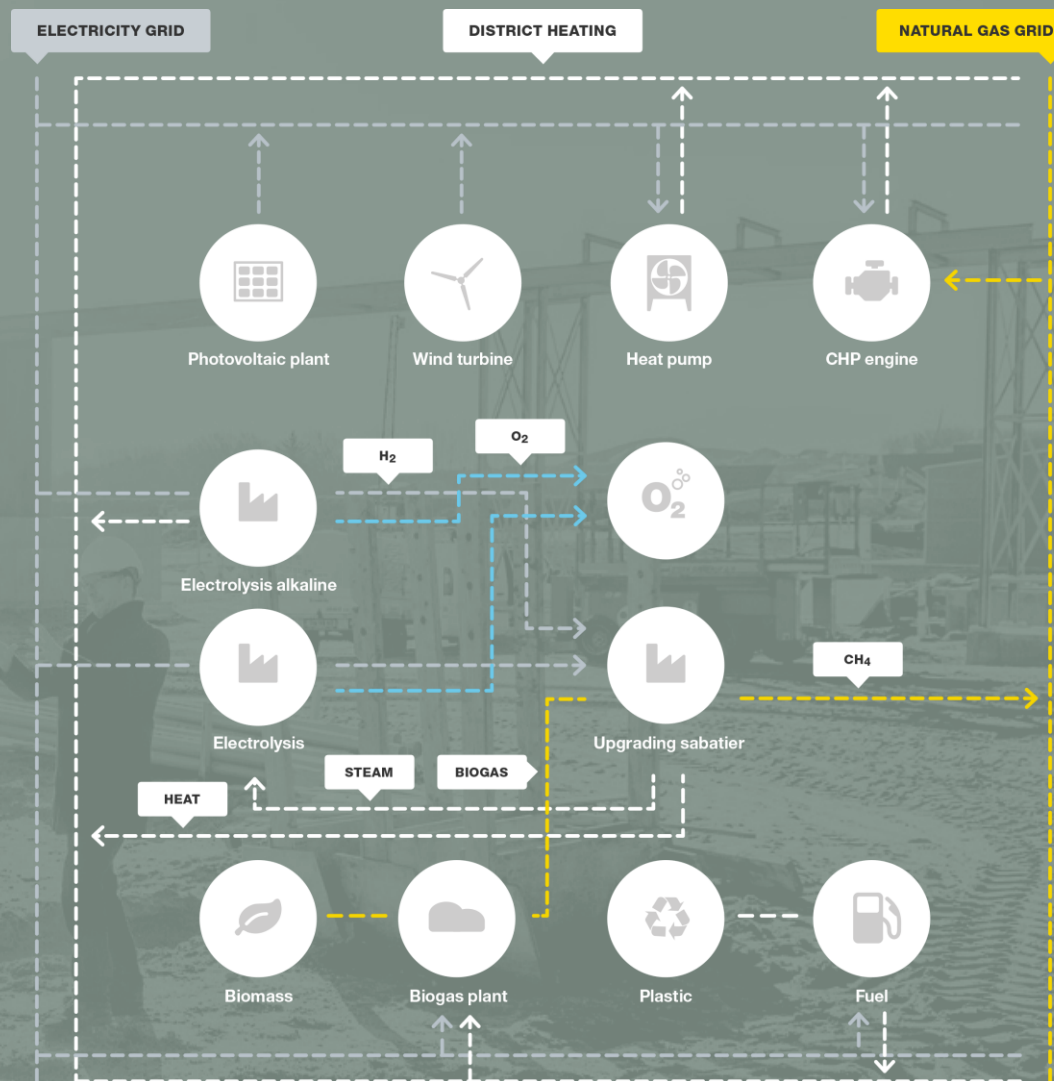 ELECTRICITY GRID
DISTRICT HEATING
NATURAL GAS GRID
Photovoltaic plant
Wind turbine
Heat pump
CHP engine
H₂
O₂
O₂
Electrolysis alkaline
CH₄
Electrolysis
Upgrading sabatier
STEAM
BIOGAS
HEAT
Biomass
Biogas plant
Plastic
Fuel